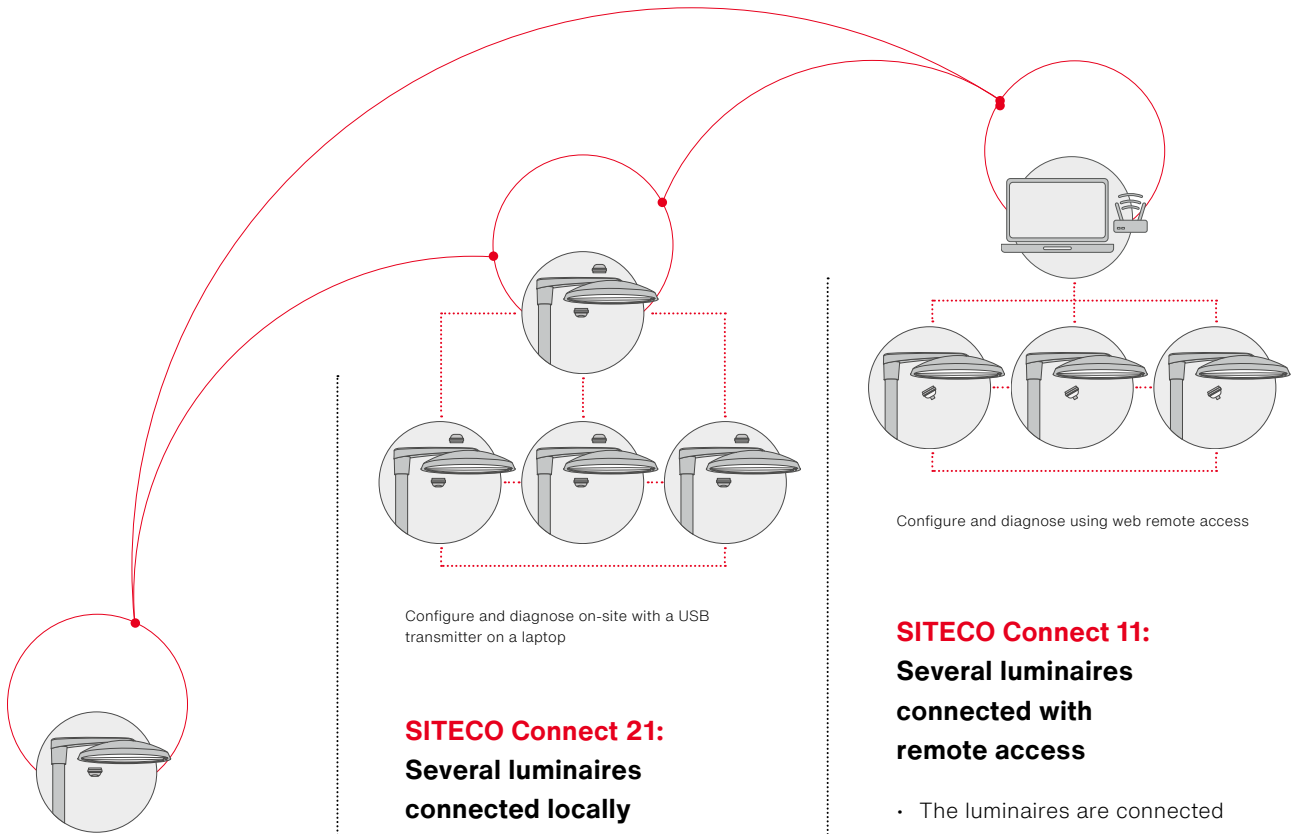 Configure and diagnose on-site with a USB
transmitter on a laptop
SITECO Connect 21:
Several luminaires
connected locally
Configure and diagnose using web remote access
SITECO Connect 11:
Several luminaires
connected with
remote access
• The luminaires are connected